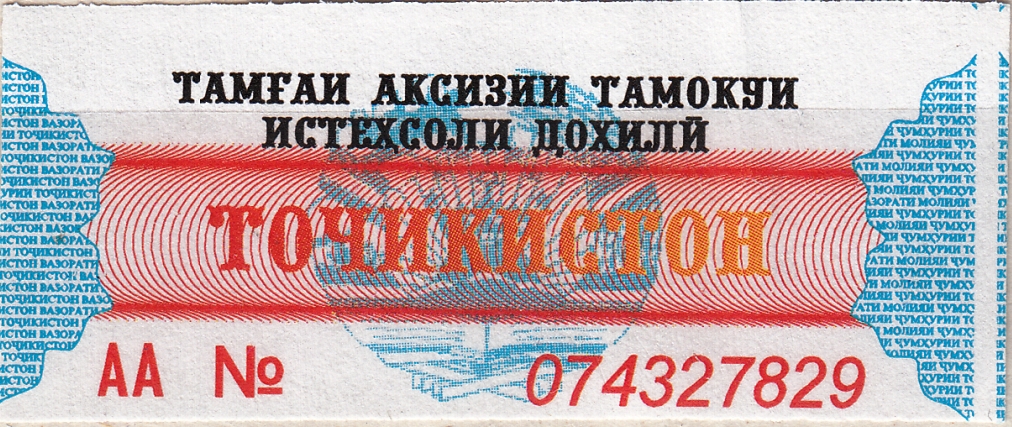 ТАМҒАИ АКСИЗИИ ТАМОКУИ
ИСТЕҲСОЛИ ДОХИЛӢ
ТОҶИКИСТОН
АА № 074327829